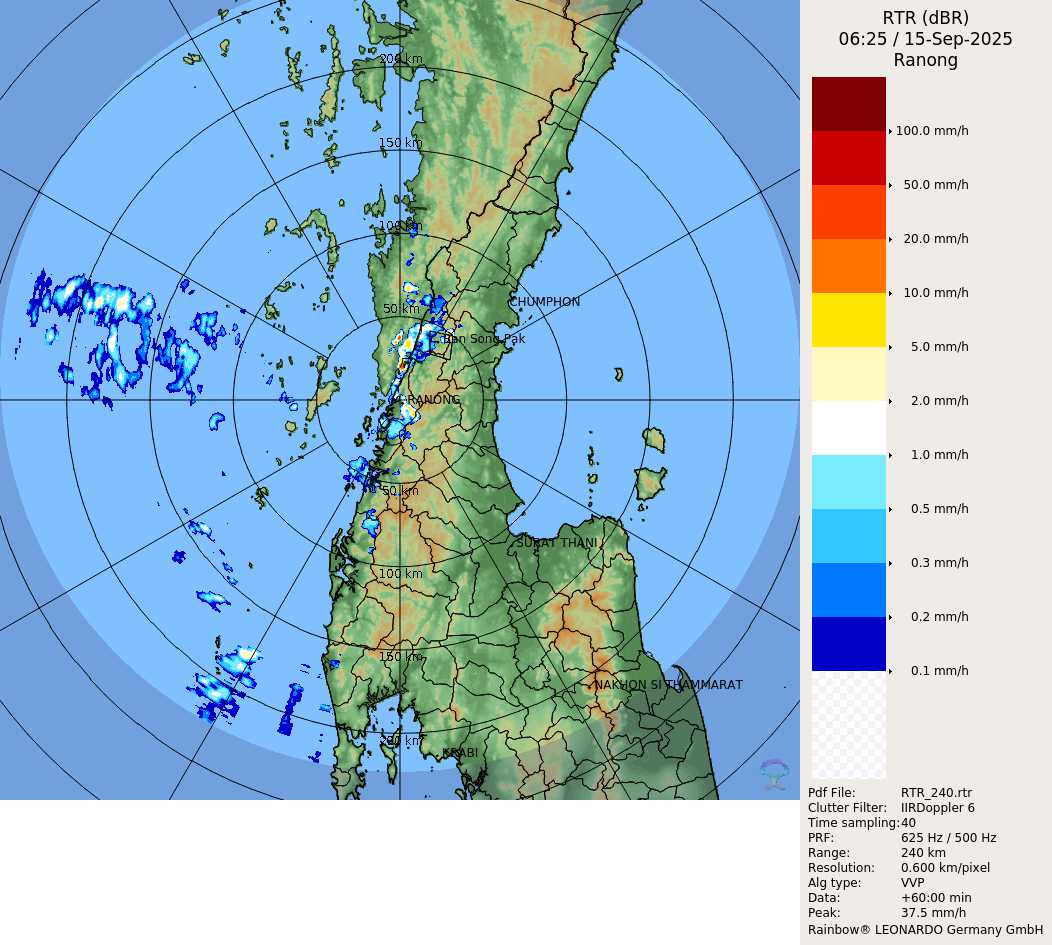 200 km
150 km
100 km
50 km
CHUMPHON
Ban Song Pak
RANONG
50 km
SURAT THANI
100 km
150 km
NAKHON SI THAMMARAT
200 km
KRABI
RTR (dBR)
06:25 / 15-Sep-2025
Ranong
100.0 mm/h
50.0 mm/h
20.0 mm/h
10.0 mm/h
5.0 mm/h
2.0 mm/h
1.0 mm/h
0.5 mm/h
0.3 mm/h
0.2 mm/h
0.1 mm/h
Pdf File: RTR_240.rtr
Clutter Filter: IIRDoppler 6
Time sampling:40
PRF: 625 Hz / 500 Hz
Range: 240 km
Resolution: 0.600 km/pixel
Alg type: VVP
Data: +60:00 min
Peak: 37.5 mm/h
Rainbow® LEONARDO Germany GmbH